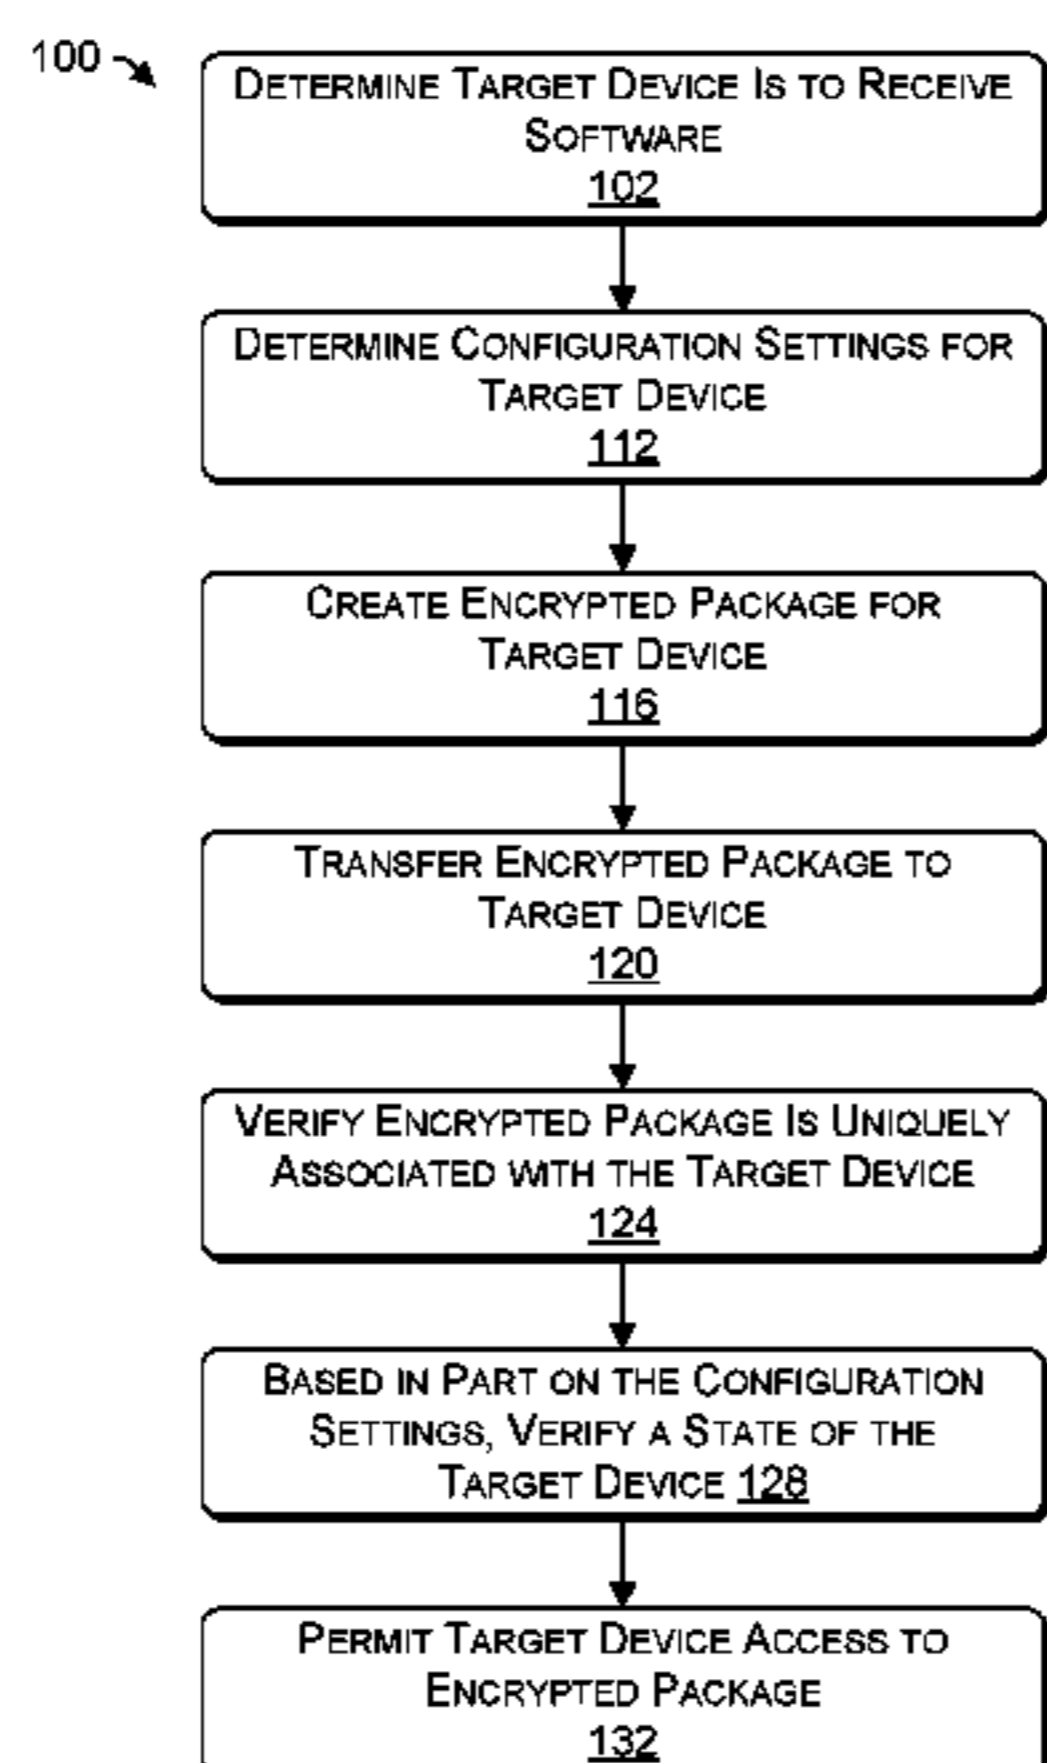 100
DETERMINE TARGET DEVICE IS TO RECEIVE
SOFTWARE
102
DETERMINE CONFIGURATION SETTINGS FOR
TARGET DEVICE
112
CREATE ENCRYPTED PACKAGE FOR
TARGET DEVICE
116
TRANSFER ENCRYPTED PACKAGE TO
TARGET DEVICE
120
VERIFY ENCRYPTED PACKAGE IS UNIQUELY
ASSOCIATED WITH THE TARGET DEVICE
124
BASED IN PART ON THE CONFIGURATION
SETTINGS, VERIFY A STATE OF THE
TARGET DEVICE 128
PERMIT TARGET DEVICE ACCESS TO
ENCRYPTED PACKAGE
132